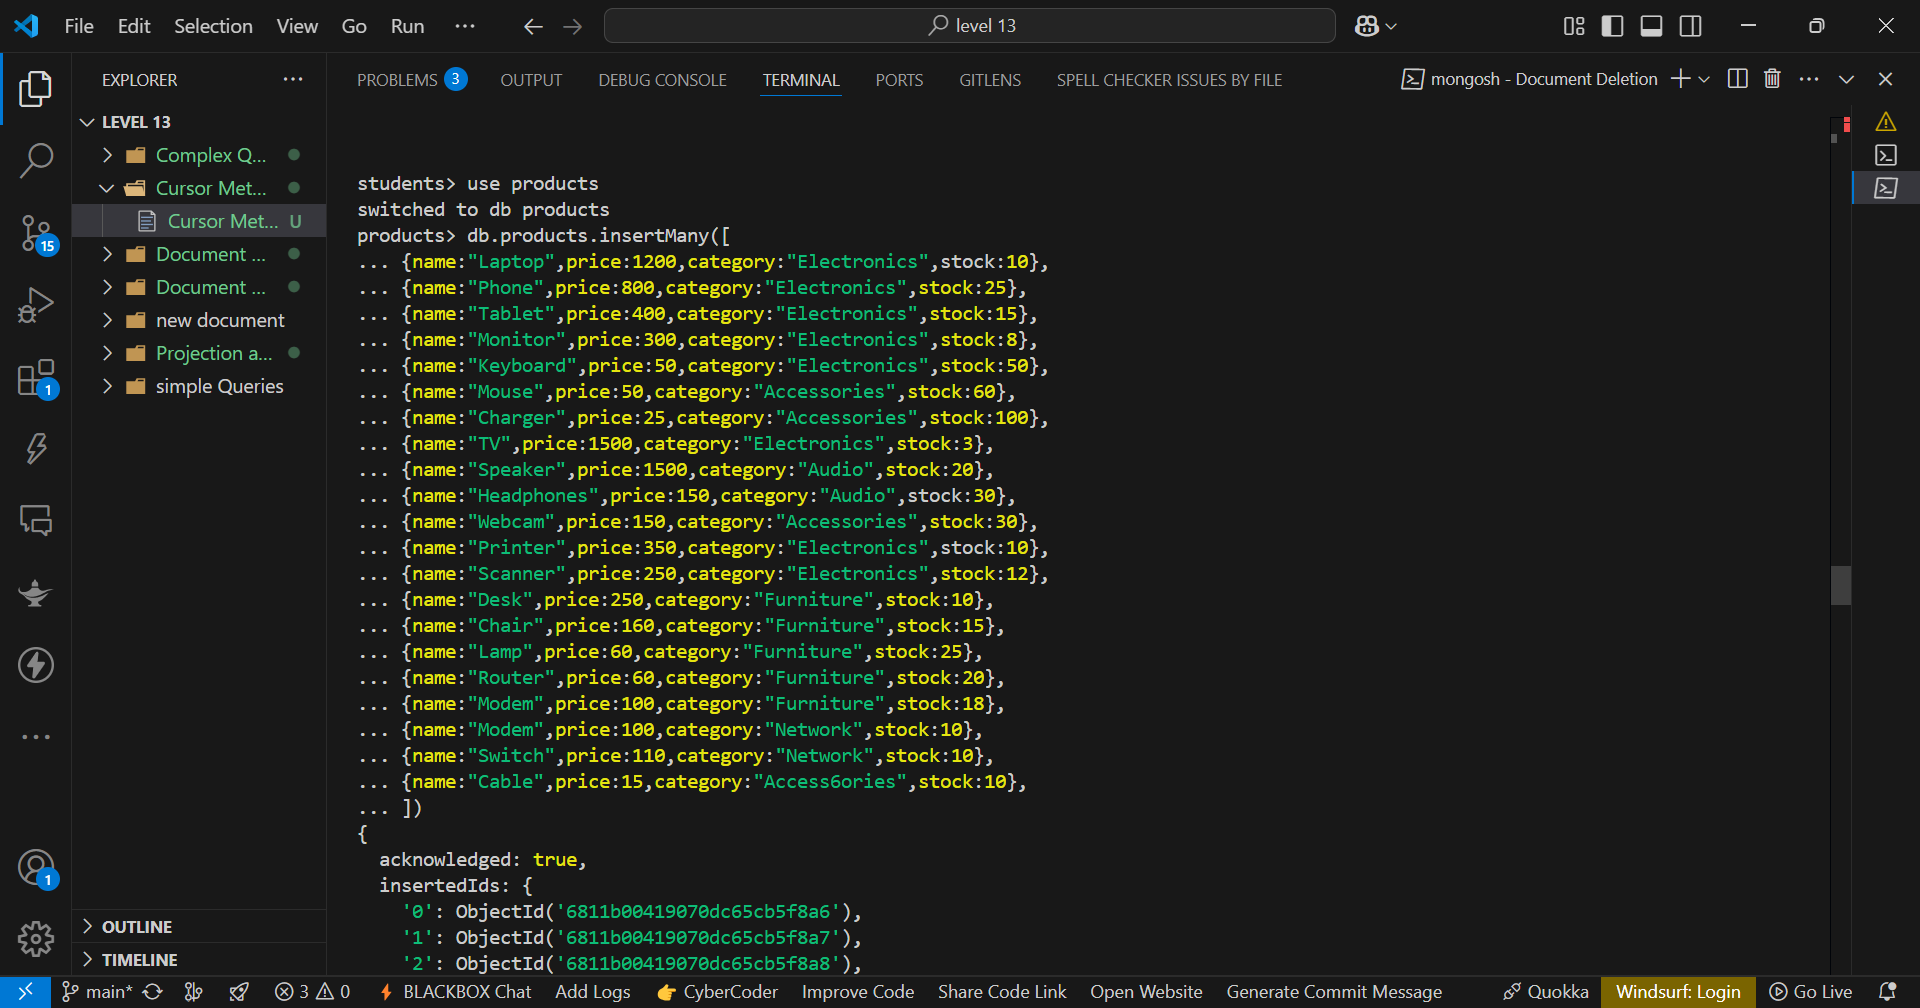 File Edit Selection View Go Run ··· level 13
EXPLORER ···
LEVEL 13
Complex Q...
Cursor Met...
Cursor Met... U
Document ...
Document ...
new document
Projection a...
simple Queries
OUTLINE
TIMELINE
15
1
1
PROBLEMS 3 OUTPUT DEBUG CONSOLE TERMINAL PORTS GITLENS SPELL CHECKER ISSUES BY FILE mongosh - Document Deletion
students> use products
switched to db products
products> db.products.insertMany([
... {name:"Laptop",price:1200,category:"Electronics",stock:10},
... {name:"Phone",price:800,category:"Electronics",stock:25},
... {name:"Tablet",price:400,category:"Electronics",stock:15},
... {name:"Monitor",price:300,category:"Electronics",stock:8},
... {name:"Keyboard",price:50,category:"Electronics",stock:50},
... {name:"Mouse",price:50,category:"Accessories",stock:60},
... {name:"Charger",price:25,category:"Accessories",stock:100},
... {name:"TV",price:1500,category:"Electronics",stock:3},
... {name:"Speaker",price:1500,category:"Audio",stock:20},
... {name:"Headphones",price:150,category:"Audio",stock:30},
... {name:"Webcam",price:150,category:"Accessories",stock:30},
... {name:"Printer",price:350,category:"Electronics",stock:10},
... {name:"Scanner",price:250,category:"Electronics",stock:12},
... {name:"Desk",price:250,category:"Furniture",stock:10},
... {name:"Chair",price:160,category:"Furniture",stock:15},
... {name:"Lamp",price:60,category:"Furniture",stock:25},
... {name:"Router",price:60,category:"Furniture",stock:20},
... {name:"Modem",price:100,category:"Furniture",stock:18},
... {name:"Modem",price:100,category:"Network",stock:10},
... {name:"Switch",price:110,category:"Network",stock:10},
... {name:"Cable",price:15,category:"Access6ories",stock:10},
... ])
{
acknowledged: true,
insertedIds: {
'0': ObjectId('6811b00419070dc65cb5f8a6'),
'1': ObjectId('6811b00419070dc65cb5f8a7'),
'2': ObjectId('6811b00419070dc65cb5f8a8'),
main* 3 0 BLACKBOX Chat Add Logs CyberCoder Improve Code Share Code Link Open Website Generate Commit Message Quokka Windsurf: Login Go Live